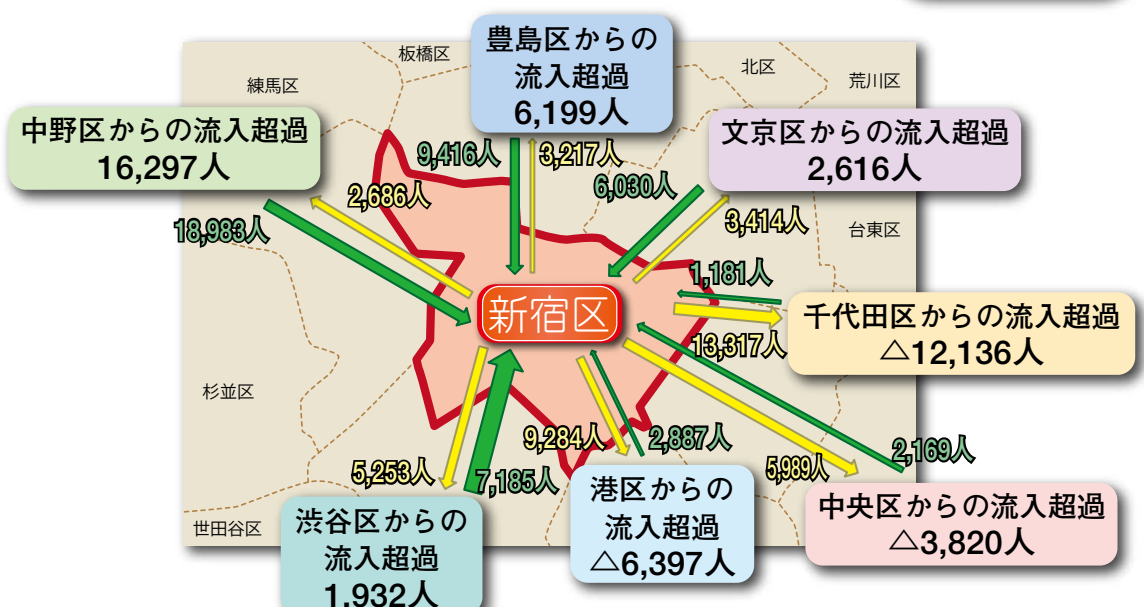 豊島区からの
流入超過
6,199人
板橋区
北区
練馬区
荒川区
中野区からの流入超過
16,297人
文京区からの流入超過
2,616人
9,416人
3,217人
6,030人
2,686人
3,414人
18,983人
台東区
1,181人
新宿区
千代田区からの流入超過
△12,136人
13,317人
杉並区
9,284人
2,887人
2,169人
5,253人
7,185人
5,989人
港区からの
流入超過
△6,397人
中央区からの流入超過
△3,820人
世田谷区
渋谷区からの
流入超過
1,932人